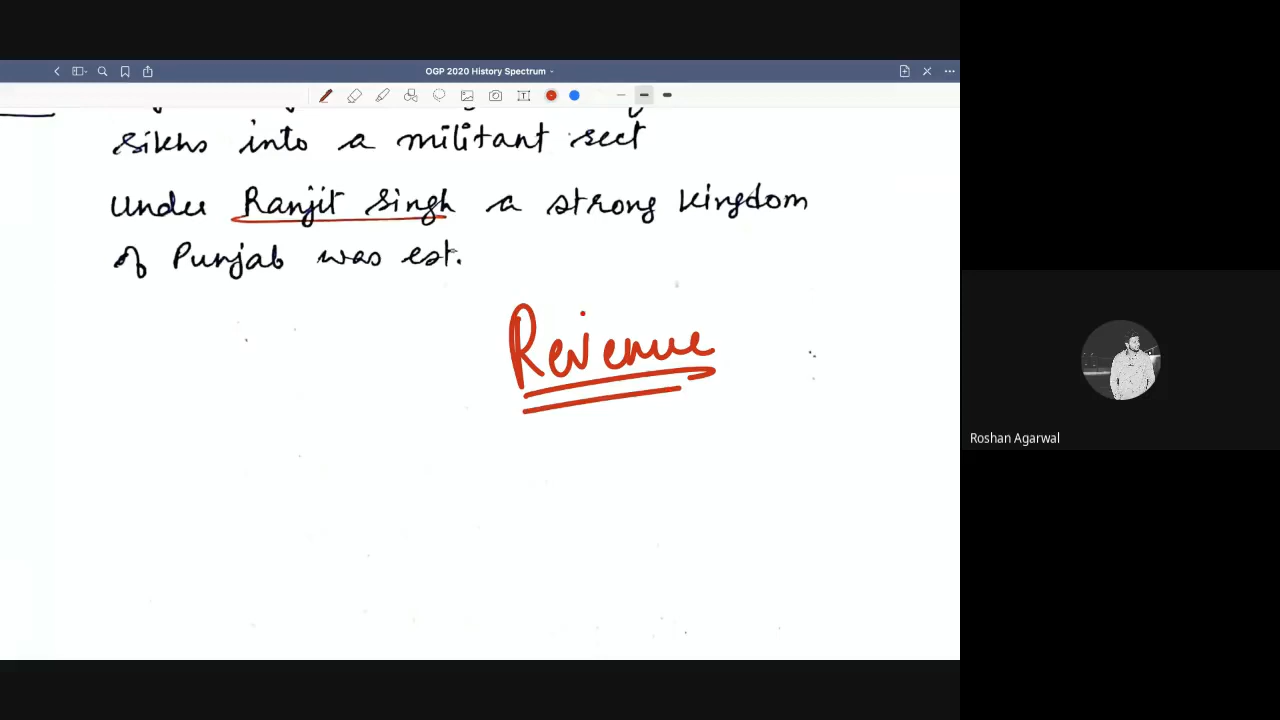 OGP 2020 History Spectrum
sikhs into a militant sect
Under Ranjit Singh a strong kingdom
of Punjab was est.
Revenue
Roshan Agarwal